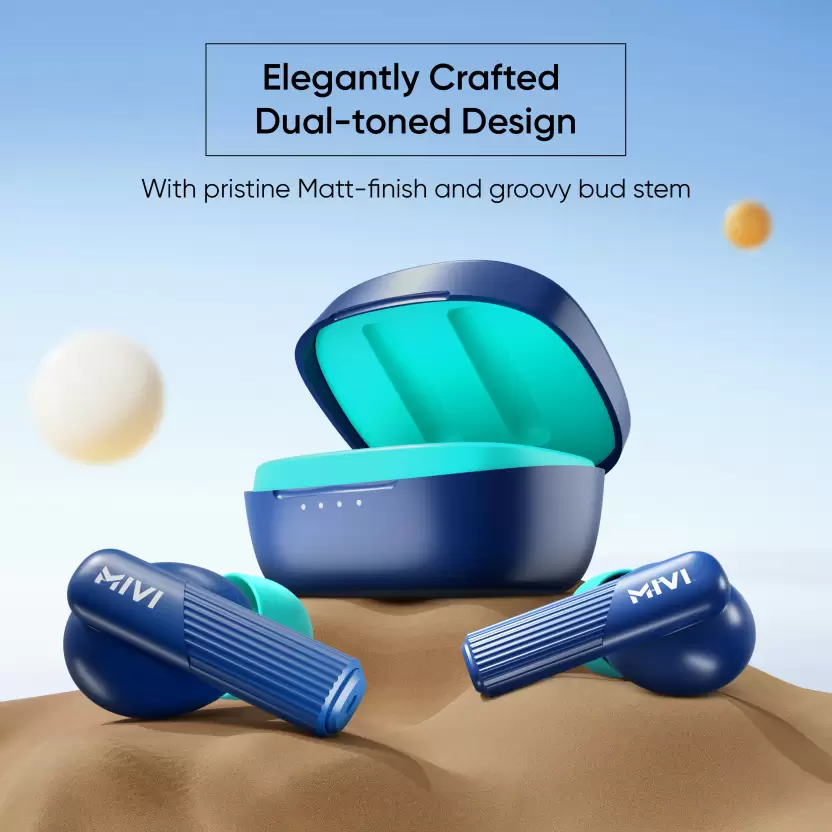 Elegantly Crafted
Dual-toned Design
With pristine Matt-finish and groovy bud stem
MIVI
MIVI